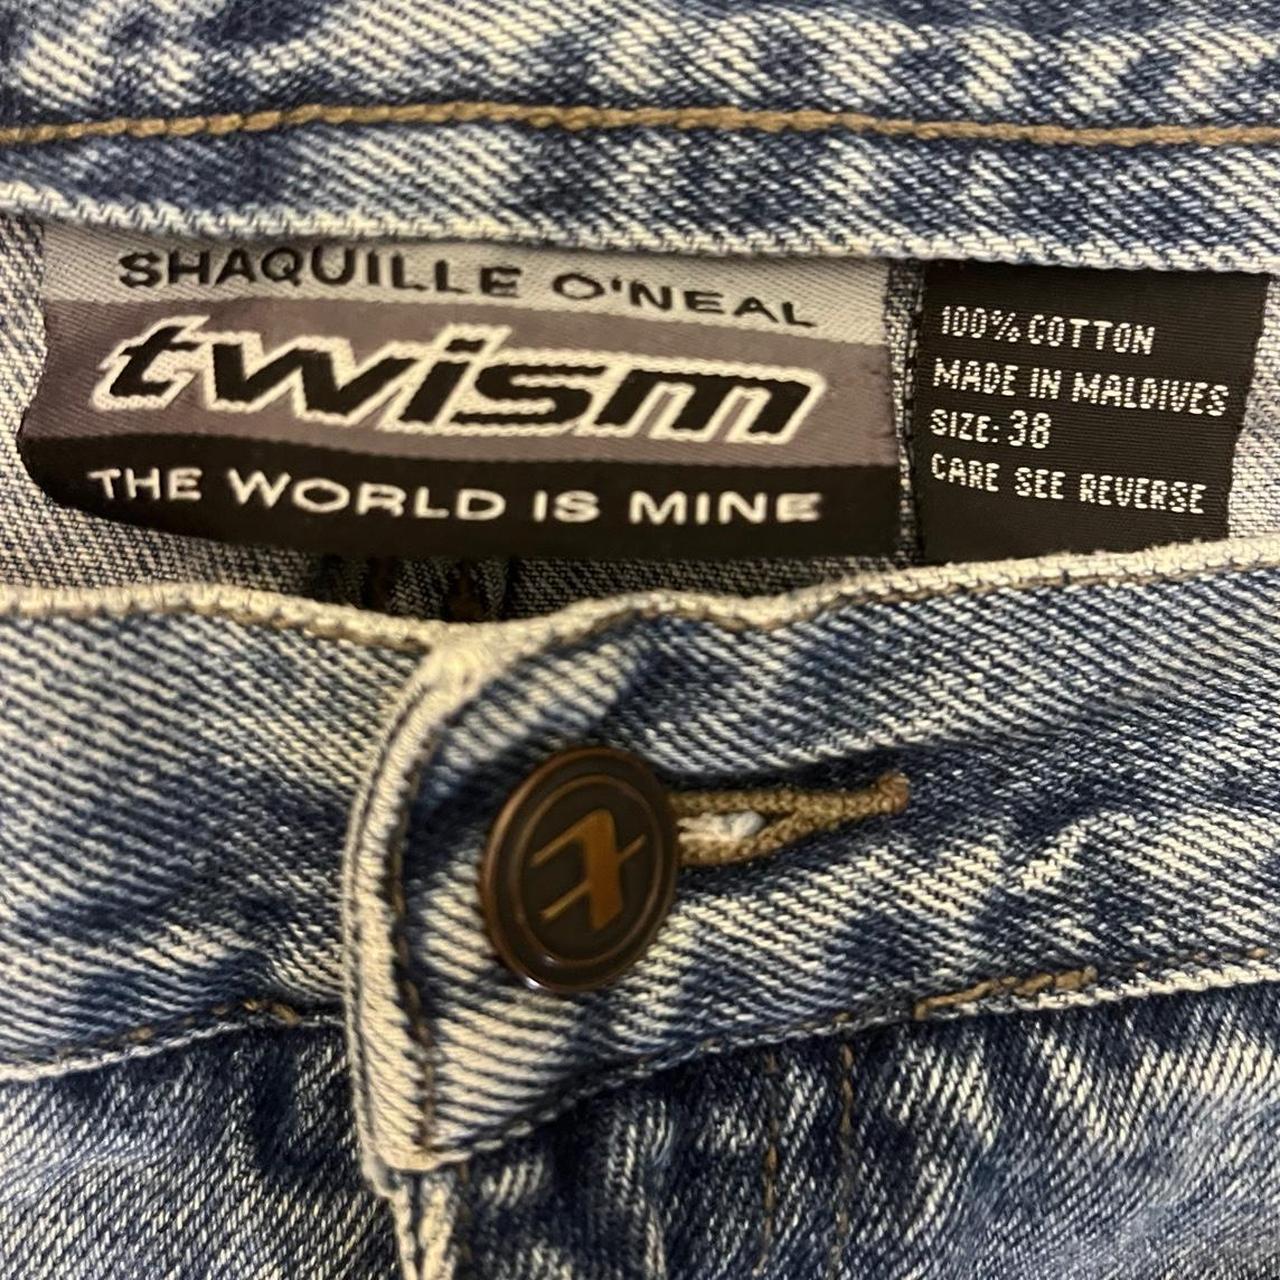 SHAQUILLE O'NEAL
twism
THE WORLD IS MINE
100% COTTON
MADE IN MALDIVES
SIZE: 38
CARE SEE REVERSE